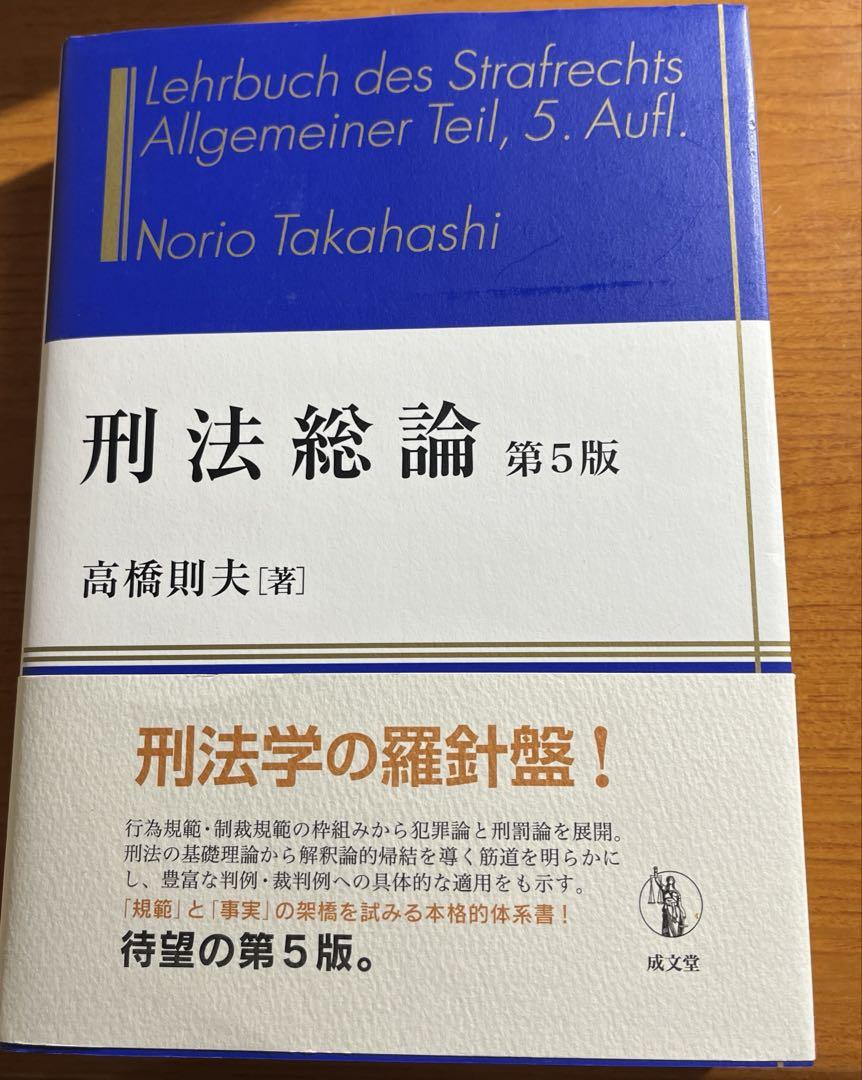 Lehrbuch des Strafrechts
Allgemeiner Teil, 5. Aufl.
Norio Takahashi
刑法総論 第5版
高橋則夫[著]
刑法学の羅針盤！
行為規範・制裁規範の枠組みから犯罪論と刑罰論を展開。
刑法の基礎理論から解釈論的帰結を導く筋道を明らかに
し、豊富な判例・裁判例への具体的な適用をも示す。
「規範」と「事実」の架橋を試みる本格的体系書！
待望の第5版。
成文堂